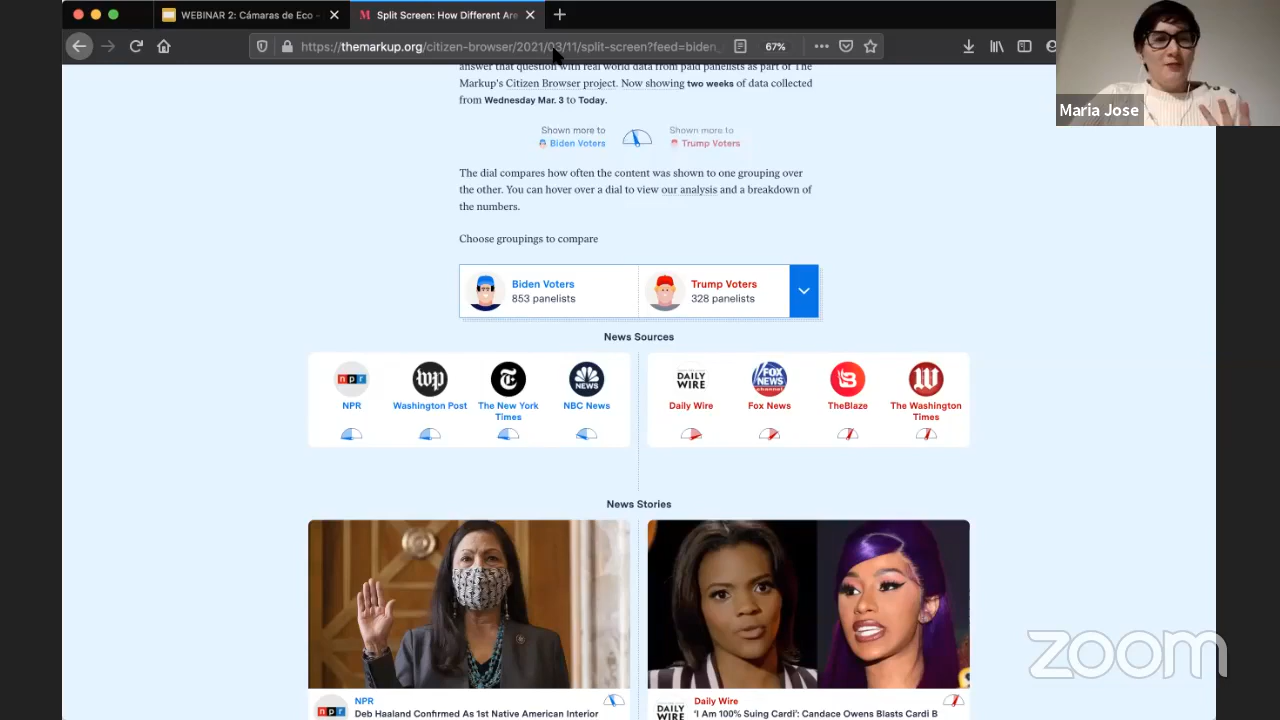 WEBINAR 2: Cámaras de Eco -
Split Screen: How Different Are
https://themarkup.org/citizen-browser/2021/03/11/split-screen?feed=biden_
67%
Maria Jose
answer that question with real world data from paid panelists as part of The
Markup's Citizen Browser project. Now showing two weeks of data collected
from Wednesday Mar. 3 to Today.
Shown more to
Biden Voters
Shown more to
Trump Voters
The dial compares how often the content was shown to one grouping over
the other. You can hover over a dial to view our analysis and a breakdown of
the numbers.
Choose groupings to compare
Biden Voters
853 panelists
Trump Voters
328 panelists
News Sources
npr
wp
NEWS
DAILY
WIRE
FOX
NEWS
channel
NPR
Washington Post
The New York
Times
NBC News
Daily Wire
Fox News
TheBlaze
The Washington
Times
News Stories
npr
NPR
Deb Haaland Confirmed As 1st Native American Interior
DAILY
WIRE
Daily Wire
'I Am 100% Suing Cardi': Candace Owens Blasts Cardi B
zoom